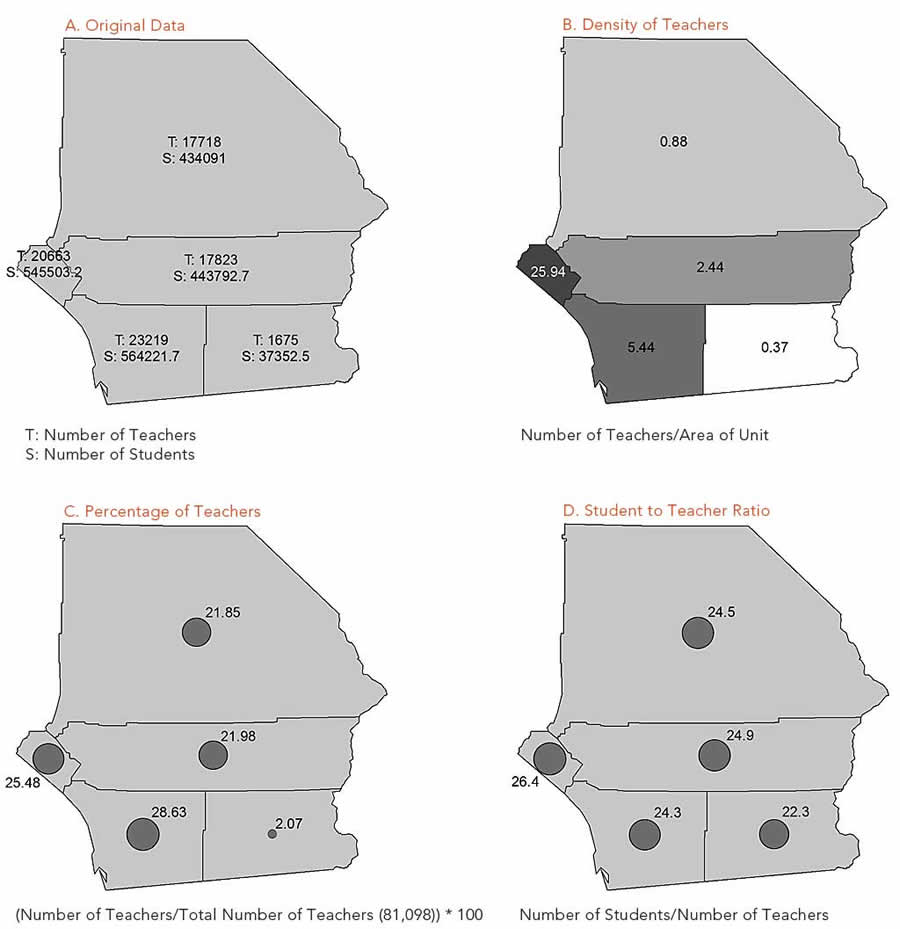 A. Original Data
T: 17718
S: 434091
T: 20663
S: 545503.2
T: 17823
S: 443792.7
T: 23219
S: 564221.7
T: 1675
S: 37352.5
T: Number of Teachers
S: Number of Students
B. Density of Teachers
0.88
25.94
2.44
5.44
0.37
Number of Teachers/Area of Unit
C. Percentage of Teachers
21.85
21.98
25.48
28.63
2.07
(Number of Teachers/Total Number of Teachers (81,098)) * 100
D. Student to Teacher Ratio
24.5
24.9
26.4
24.3
22.3
Number of Students/Number of Teachers